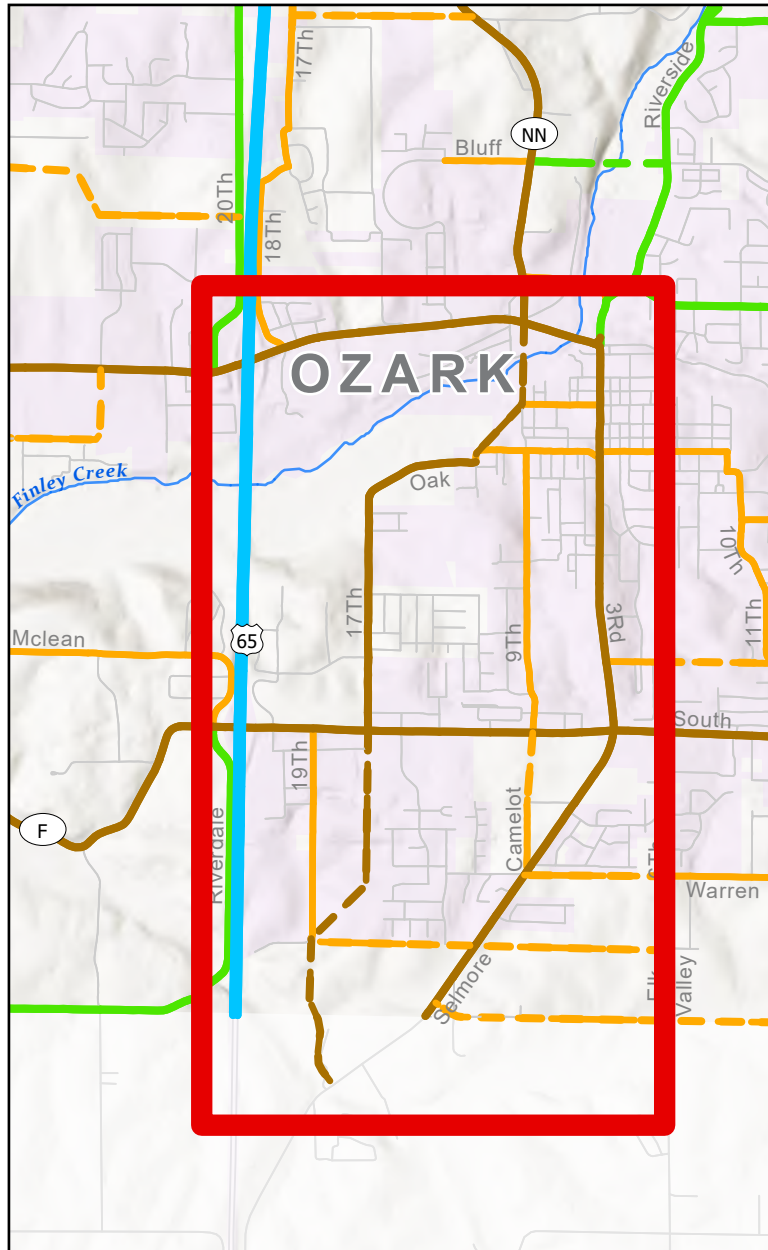 17Th
Riverside
NN
Bluff
20Th
18Th
OZARK
Finley Creek
Oak
10Th
17Th
9Th
3Rd
11Th
Mclean
65
South
19Th
Camelot
F
Riverdale
Warren
Selmore
Elk
Valley